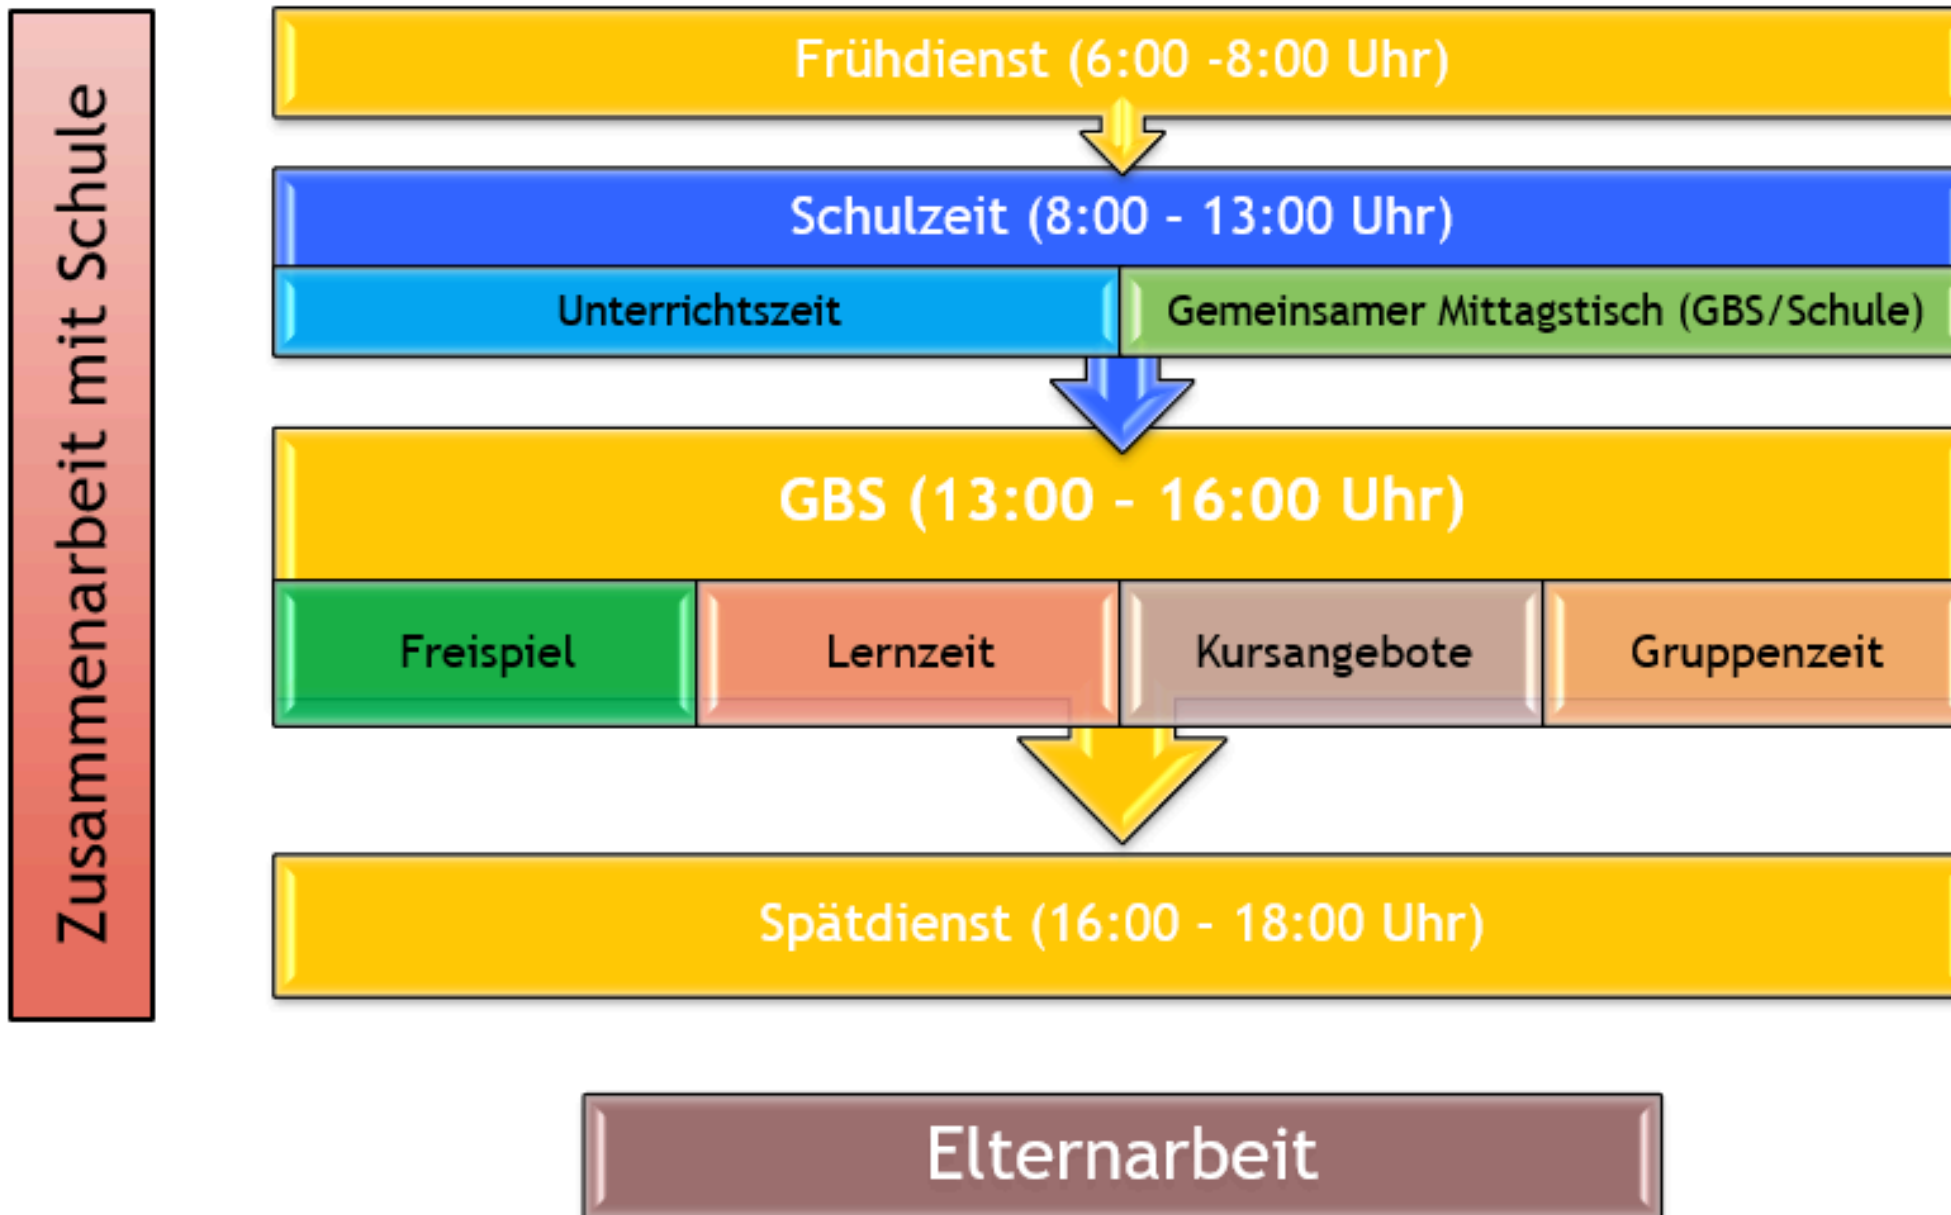 Zusammenarbeit mit Schule
Frühdienst (6:00 -8:00 Uhr)
Schulzeit (8:00 – 13:00 Uhr)
Unterrichtszeit
Gemeinsamer Mittagstisch (GBS/Schule)
GBS (13:00 – 16:00 Uhr)
Freispiel
Lernzeit
Kursangebote
Gruppenzeit
Spätdienst (16:00 – 18:00 Uhr)
Elternarbeit